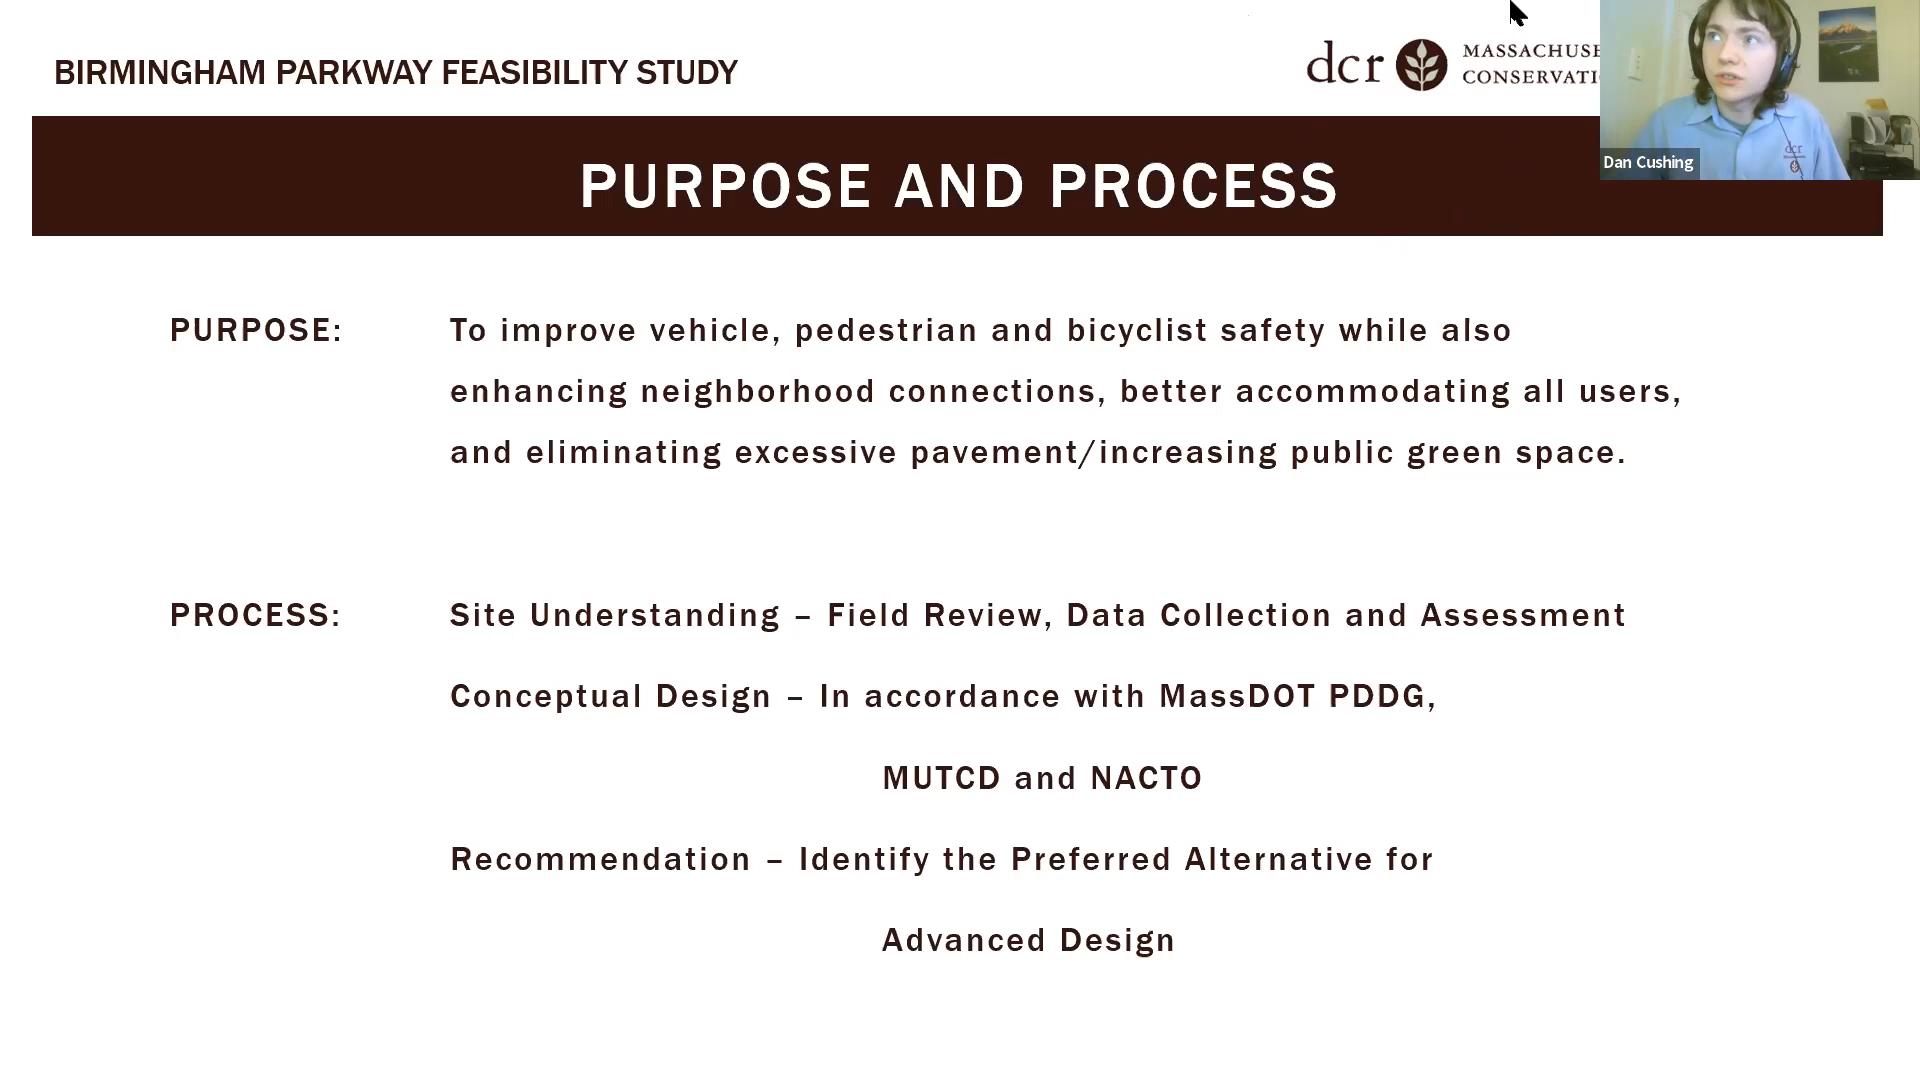 BIRMINGHAM PARKWAY FEASIBILITY STUDY
dcr
MASSACHUSE
CONSERVATI
dcr
Dan Cushing
PURPOSE AND PROCESS
PURPOSE: To improve vehicle, pedestrian and bicyclist safety while also
enhancing neighborhood connections, better accommodating all users,
and eliminating excessive pavement/increasing public green space.
PROCESS: Site Understanding – Field Review, Data Collection and Assessment
Conceptual Design – In accordance with MassDOT PDDG,
MUTCD and NACTO
Recommendation – Identify the Preferred Alternative for
Advanced Design